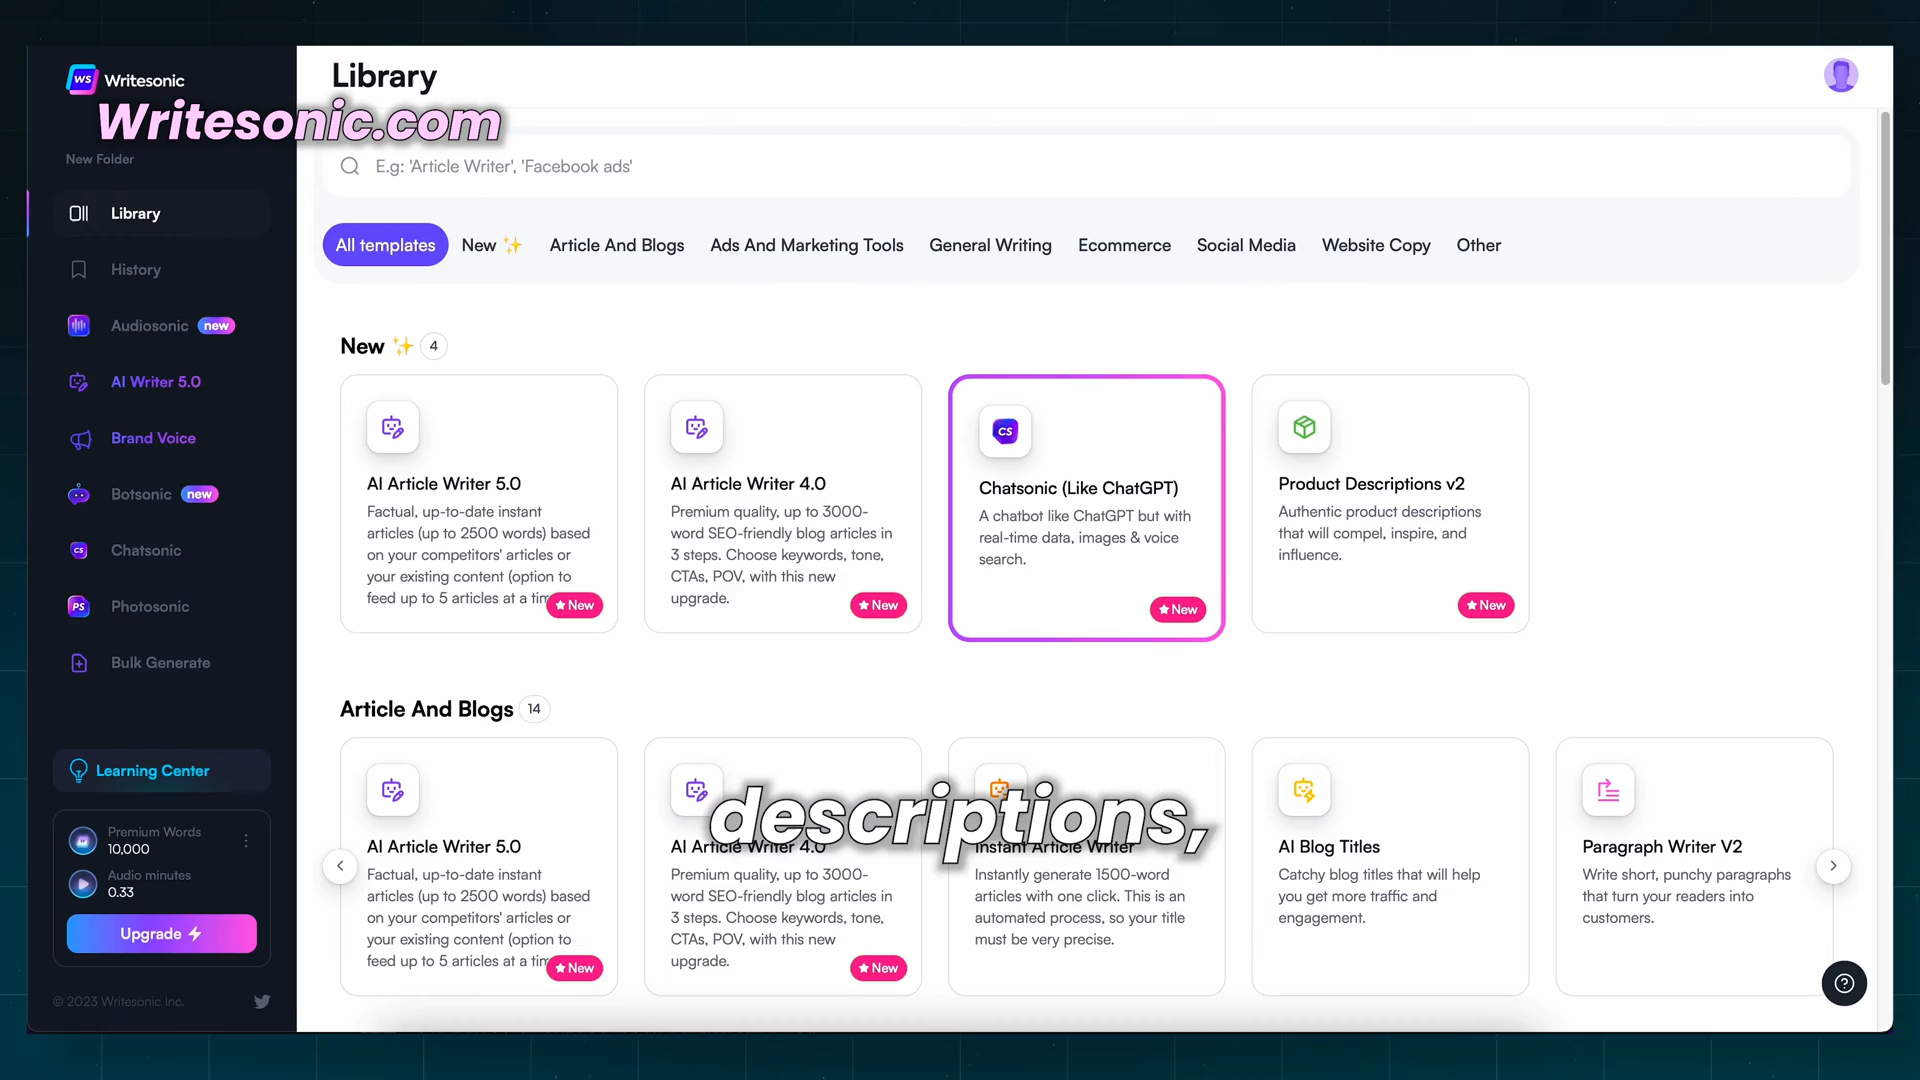 WS Writesonic
Writesonic.com
New Folder
Library
History
Audiosonic new
AI Writer 5.0
Brand Voice
Botsonic new
CS Chatsonic
PS Photosonic
Bulk Generate
Learning Center
Premium Words
10,000
Audio minutes
0.33
Upgrade
© 2023 Writesonic Inc.
Library
E.g: 'Article Writer', 'Facebook ads'
All templates New ✨ Article And Blogs Ads And Marketing Tools General Writing Ecommerce Social Media Website Copy Other
New ✨ 4
AI Article Writer 5.0
Factual, up-to-date instant
articles (up to 2500 words) based
on your competitors' articles or
your existing content (option to
feed up to 5 articles at a
New
AI Article Writer 4.0
Premium quality, up to 3000-
word SEO-friendly blog articles in
3 steps. Choose keywords, tone,
CTAs, POV, with this new
upgrade.
New
CS
Chatsonic (Like ChatGPT)
A chatbot like ChatGPT but with
real-time data, images & voice
search.
New
Product Descriptions v2
Authentic product descriptions
that will compel, inspire, and
influence.
New
Article And Blogs 14
AI Article Writer 5.0
Factual, up-to-date instant
articles (up to 2500 words) based
on your competitors' articles or
your existing content (option to
feed up to 5 articles at a
New
descriptions,
AI Article Writer 4.0
Premium quality, up to 3000-
word SEO-friendly blog articles in
3 steps. Choose keywords, tone,
CTAs, POV, with this new
upgrade.
New
Instant Article Writer
Instantly generate 1500-word
articles with one click. This is an
automated process, so your title
must be very precise.
AI Blog Titles
Catchy blog titles that will help
you get more traffic and
engagement.
Paragraph Writer V2
Write short, punchy paragraphs
that turn your readers into
customers.